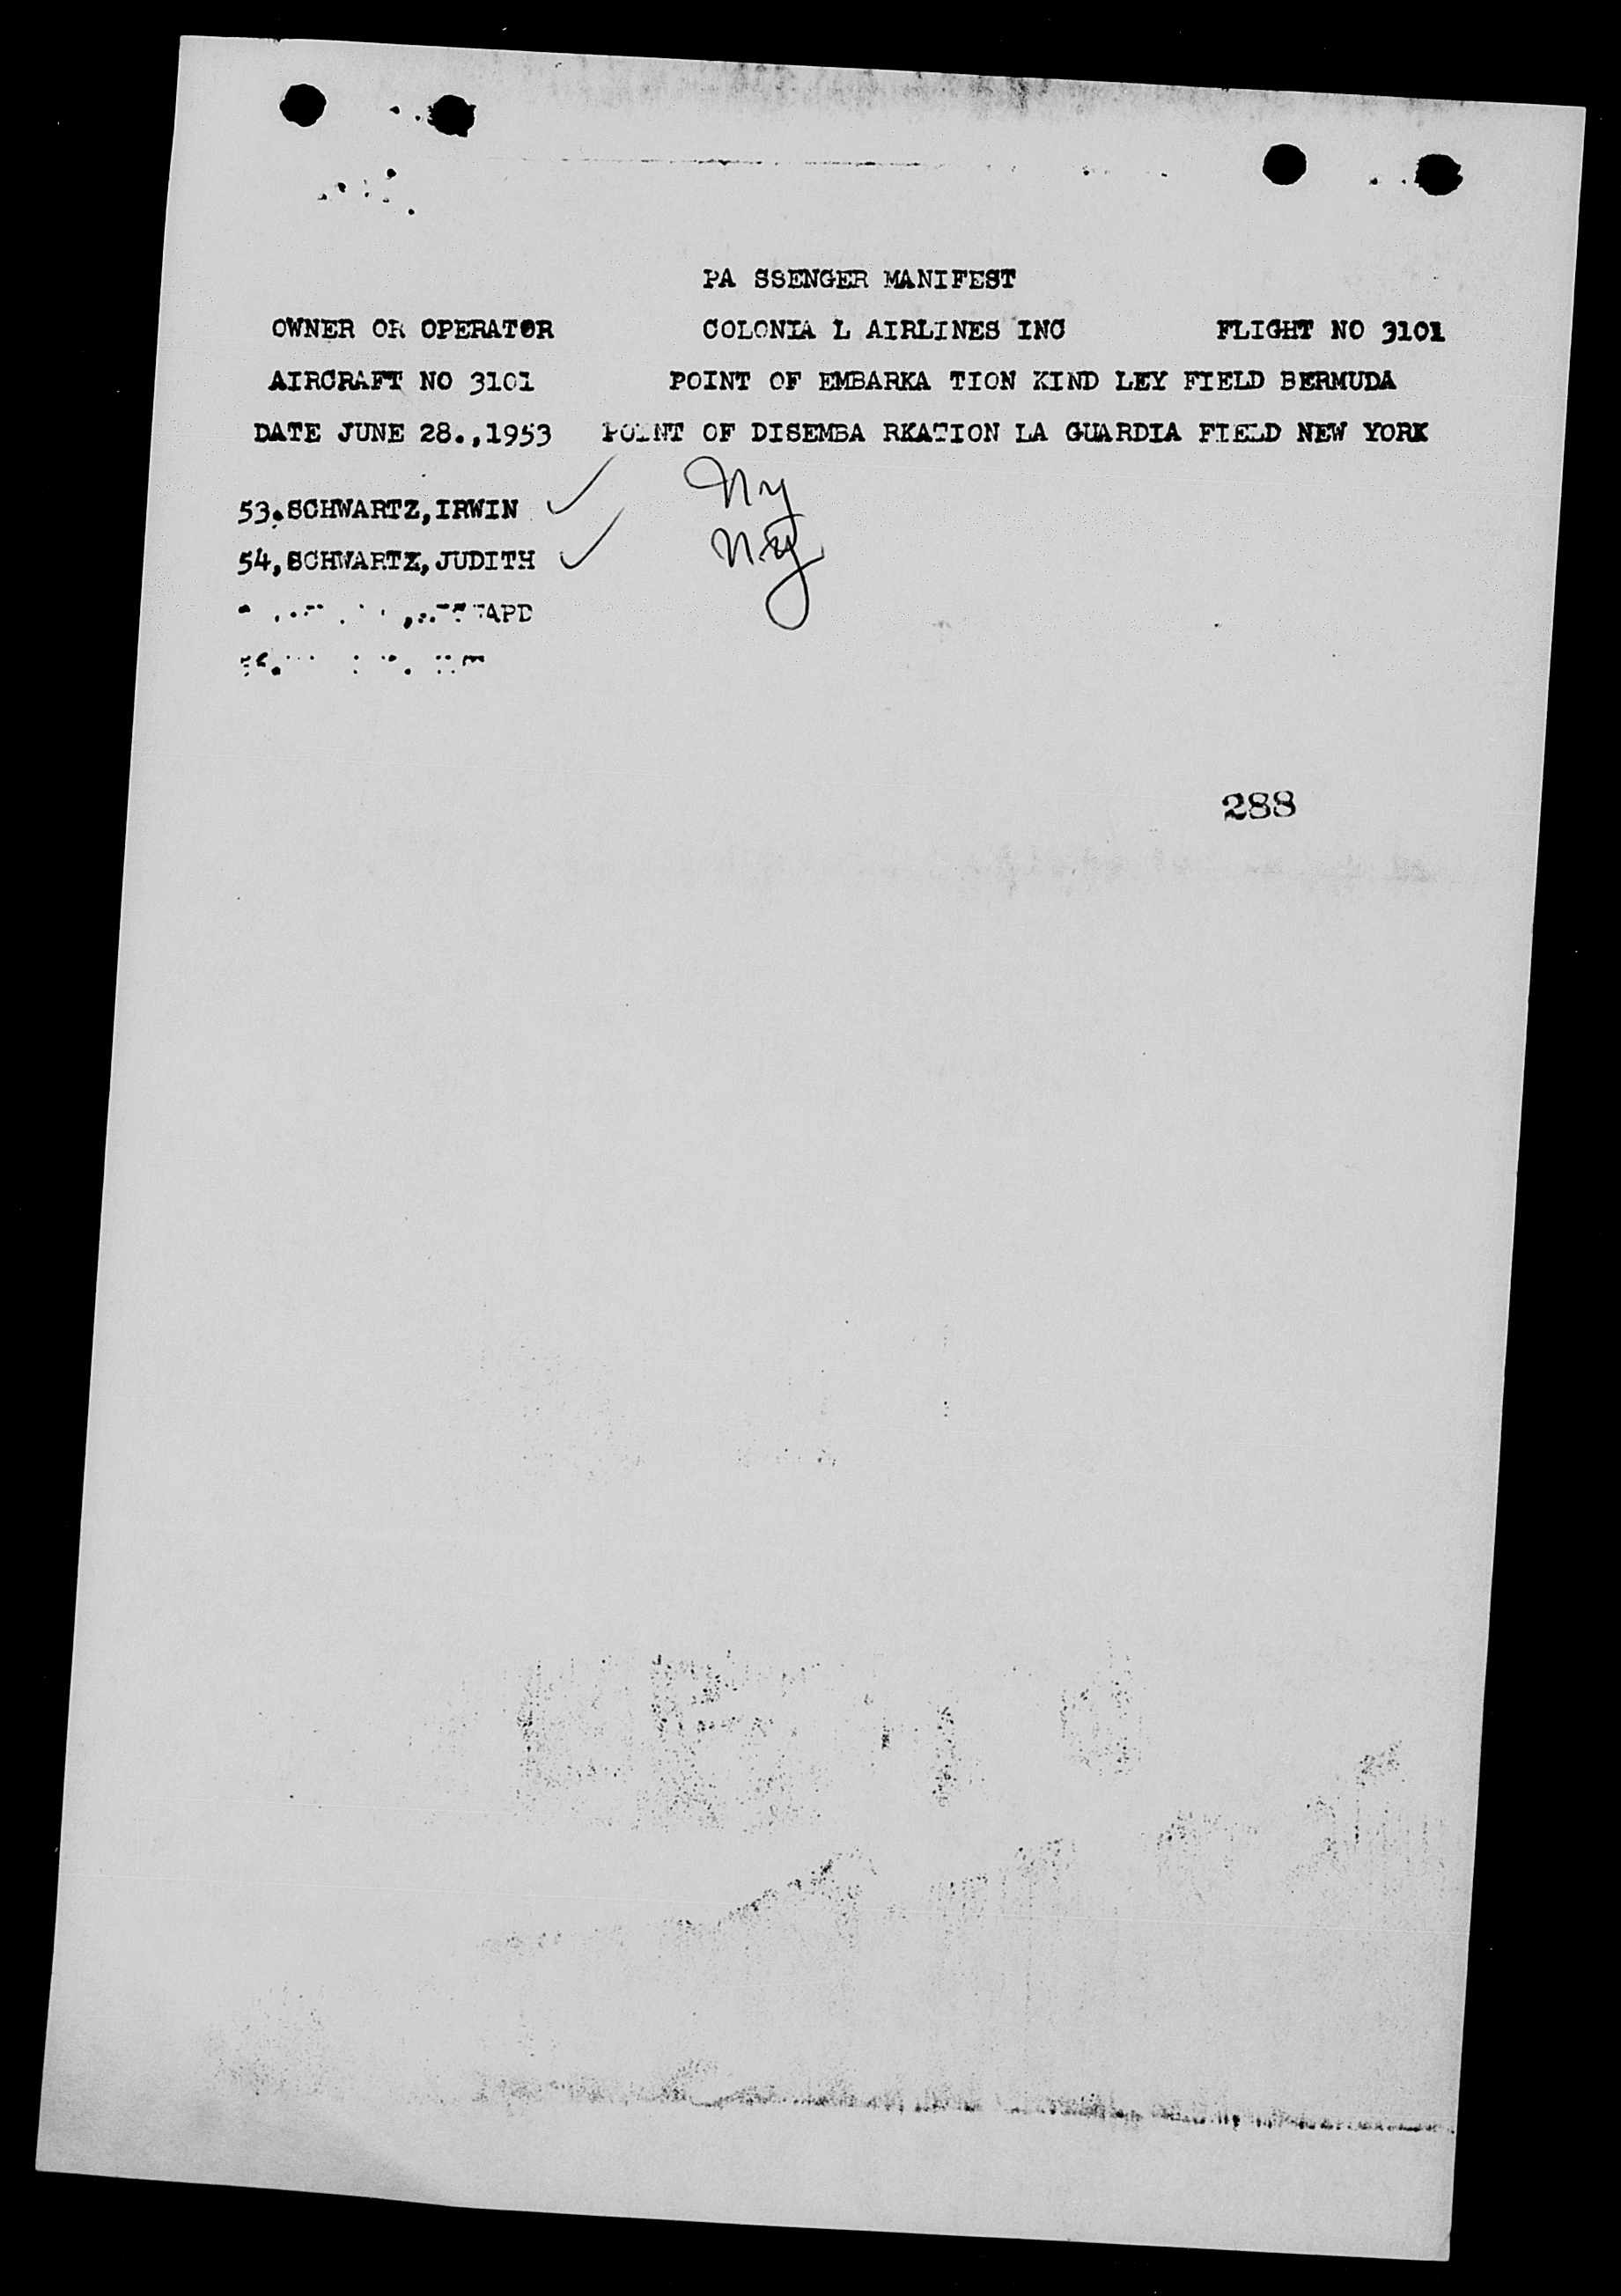 PA SSENGER MANIFEST
OWNER OR OPERATOR COLONIA L AIRLINES INC FLIGHT NO 3101
AIRCRAFT NO 3101 POINT OF EMBARKA TION KIND LEY FIELD BERMUDA
DATE JUNE 28.,1953 POINT OF DISEMBA RKATION LA GUARDIA FIELD NEW YORK
53.SCHWARTZ,IRWIN ✓ Ny
54,SCHWARTZ,JUDITH ✓ Ny
288